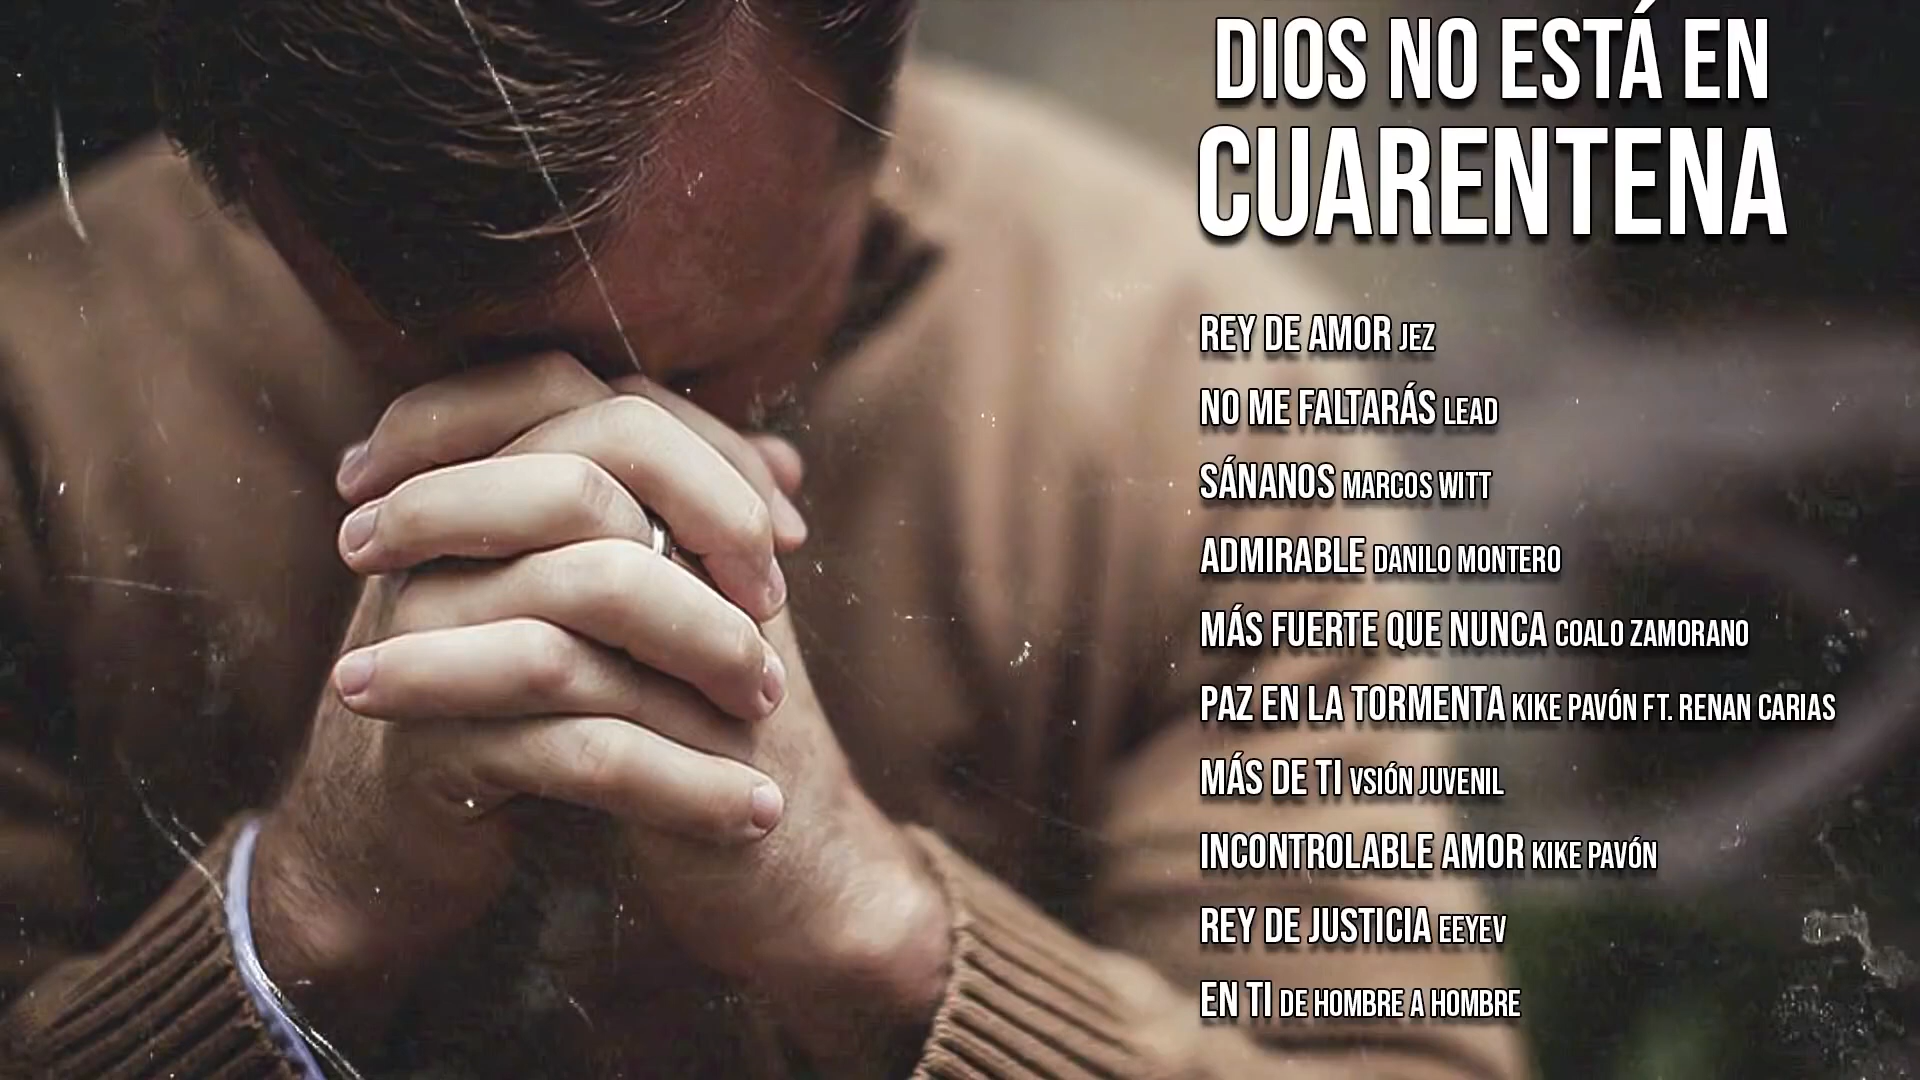 DIOS NO ESTÁ EN
CUARENTENA
REY DE AMOR JEZ
NO ME FALTARÁS LEAD
SÁNANOS MARCOS WITT
ADMIRABLE DANILO MONTERO
MÁS FUERTE QUE NUNCA COALO ZAMORANO
PAZ EN LA TORMENTA KIKE PAVÓN FT. RENAN CARIAS
MÁS DE TI VSIÓN JUVENIL
INCONTROLABLE AMOR KIKE PAVÓN
REY DE JUSTICIA EEYEV
EN TI DE HOMBRE A HOMBRE